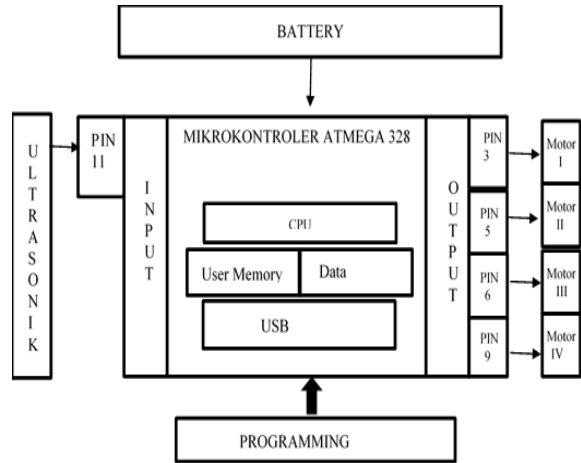 BATTERY
ULTRASONIK
PIN
11
INPUT
MIKROKONTROLER ATMEGA 328
CPU
User Memory
Data
USB
OUTPUT
PIN
3
PIN
5
PIN
6
PIN
9
Motor
I
Motor
II
Motor
III
Motor
IV
PROGRAMMING